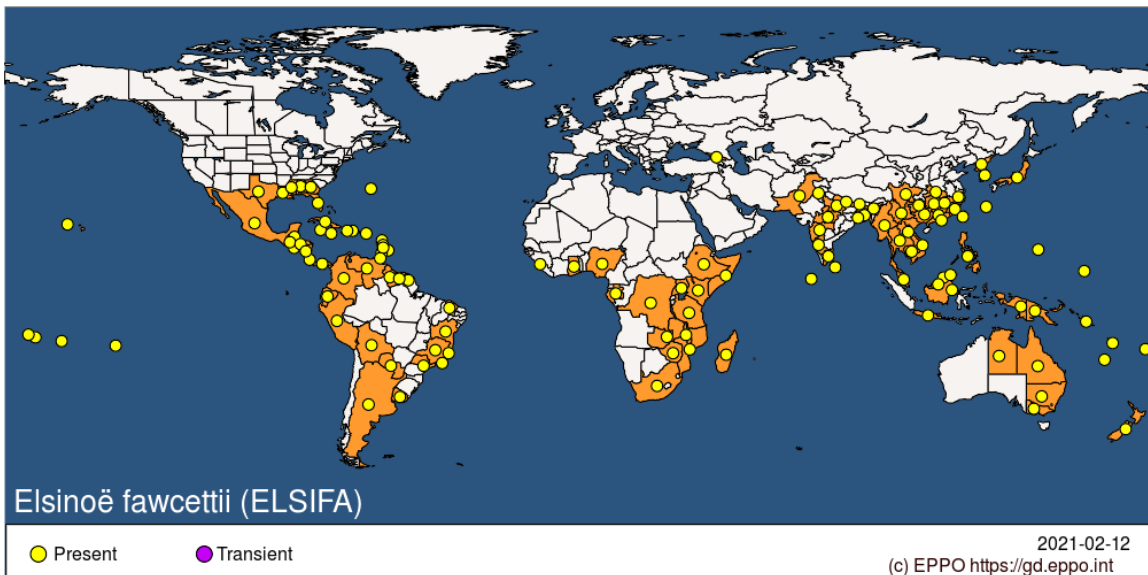 Elsinoë fawcettii (ELSIFA)
Present
Transient
2021-02-12
(c) EPPO https://gd.eppo.int